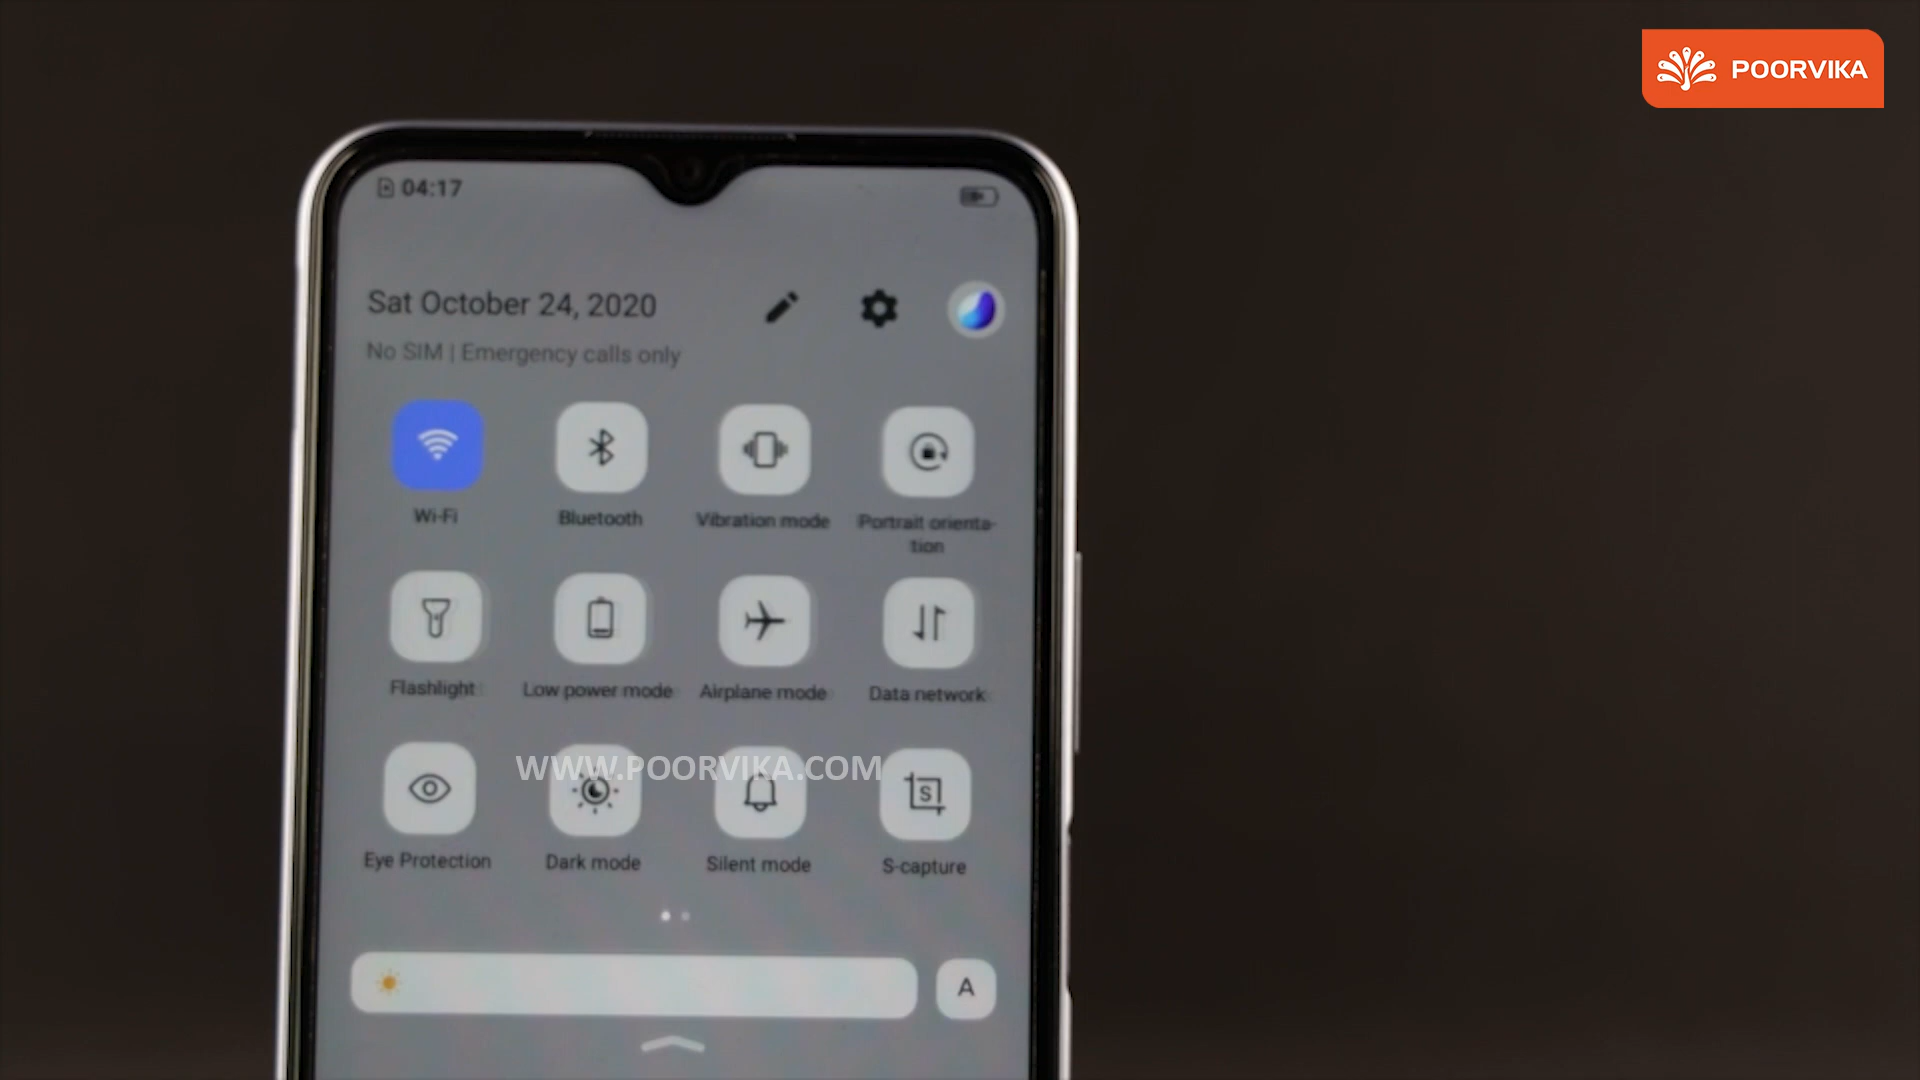 POORVIKA
04:17
Sat October 24, 2020
No SIM | Emergency calls only
Wi-Fi
Bluetooth
Vibration mode
Portrait orienta-
tion
Flashlight
Low power mode
Airplane mode
Data network
WWW.POORVIKA.COM
S
Eye Protection
Dark mode
Silent mode
S-capture
A